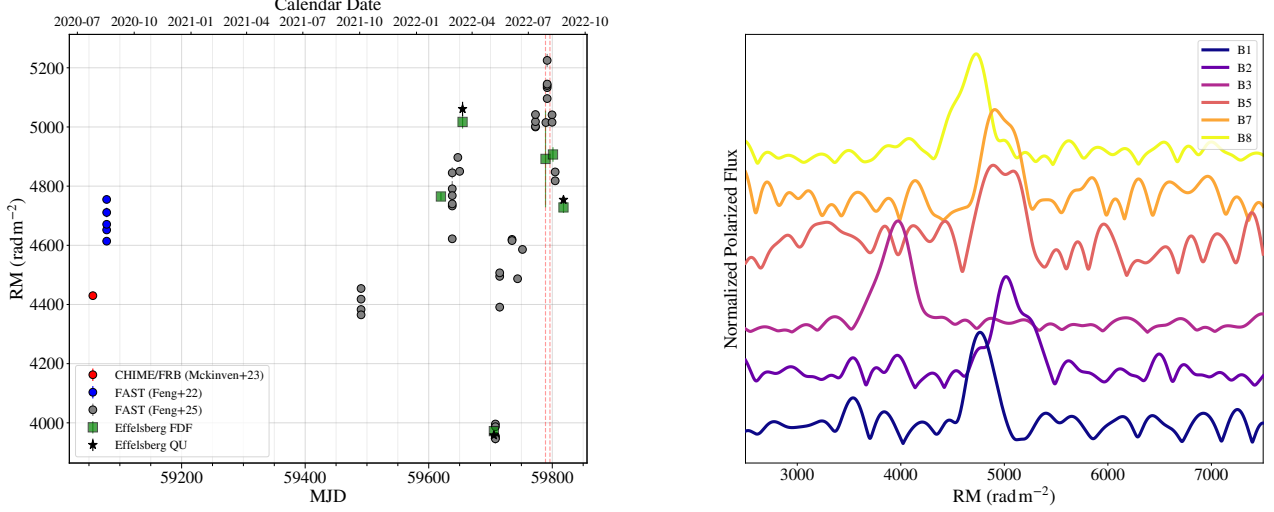 Calendar Date
2020-07 2020-10 2021-01 2021-04 2021-07 2021-10 2022-01 2022-04 2022-07 2022-10
RM (rad m−2)
5200
5000
4800
4600
4400
4200
4000
CHIME/FRB (Mckinven+23)
FAST (Feng+22)
FAST (Feng+25)
Effelsberg FDF
Effelsberg QU
59200 59400 59600 59800
MJD
Normalized Polarized Flux
B1
B2
B3
B5
B7
B8
3000 4000 5000 6000 7000
RM (rad m−2)